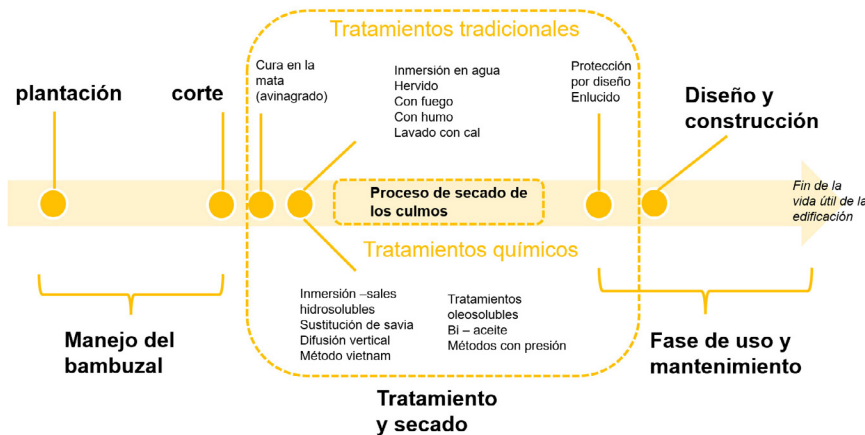 Tratamientos tradicionales
Cura en la
mata
(avinagrado)
Inmersión en agua
Hervido
Con fuego
Con humo
Lavado con cal
Protección
por diseño
Enlucido
plantación
corte
Diseño y
construcción
Proceso de secado de
los culmos
Fin de la
vida útil de la
edificación
Tratamientos químicos
Inmersión –sales
hidrosolubles
Sustitución de savia
Difusión vertical
Método vietnam
Tratamientos
oleosolubles
Bi – aceite
Métodos con presión
Manejo del
bambuzal
Fase de uso y
mantenimiento
Tratamiento
y secado